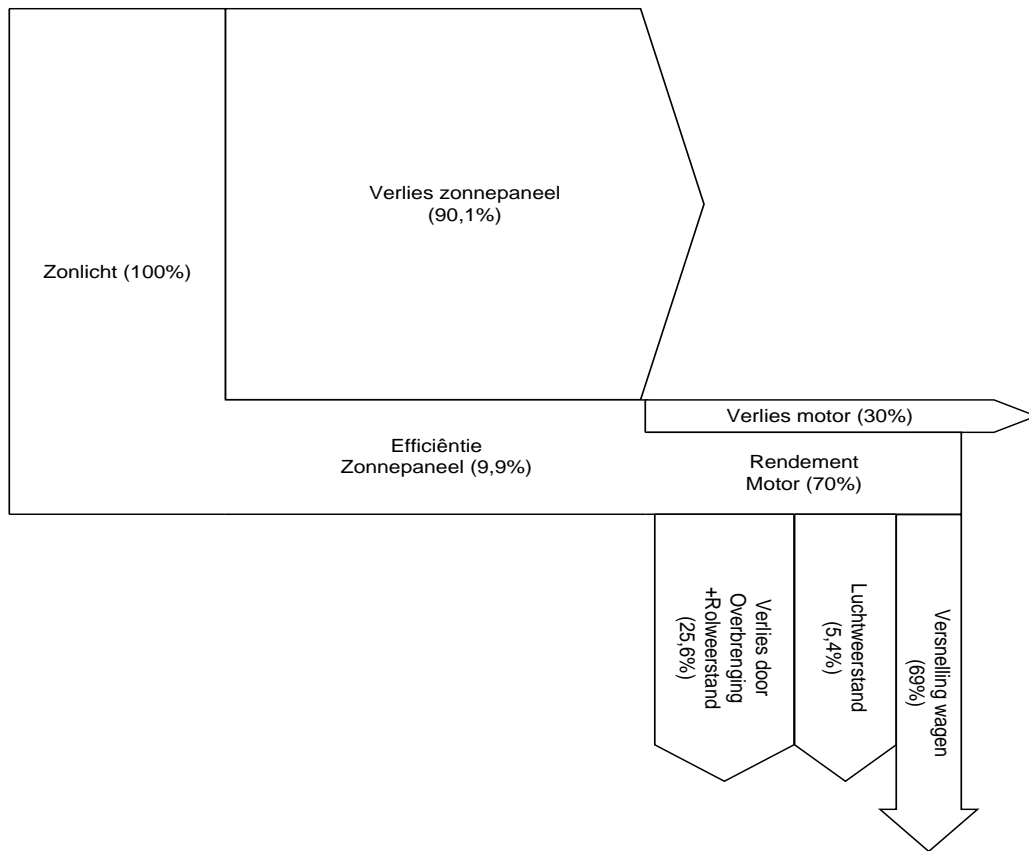 Verlies zonnepaneel
(90,1%)
Zonlicht (100%)
Verlies motor (30%)
Efficiêntie
Zonnepaneel (9,9%)
Rendement
Motor (70%)
Verlies door
Overbrenging
+Rolweerstand
(25,6%)
Luchtweerstand
(5,4%)
Versnelling wagen
(69%)